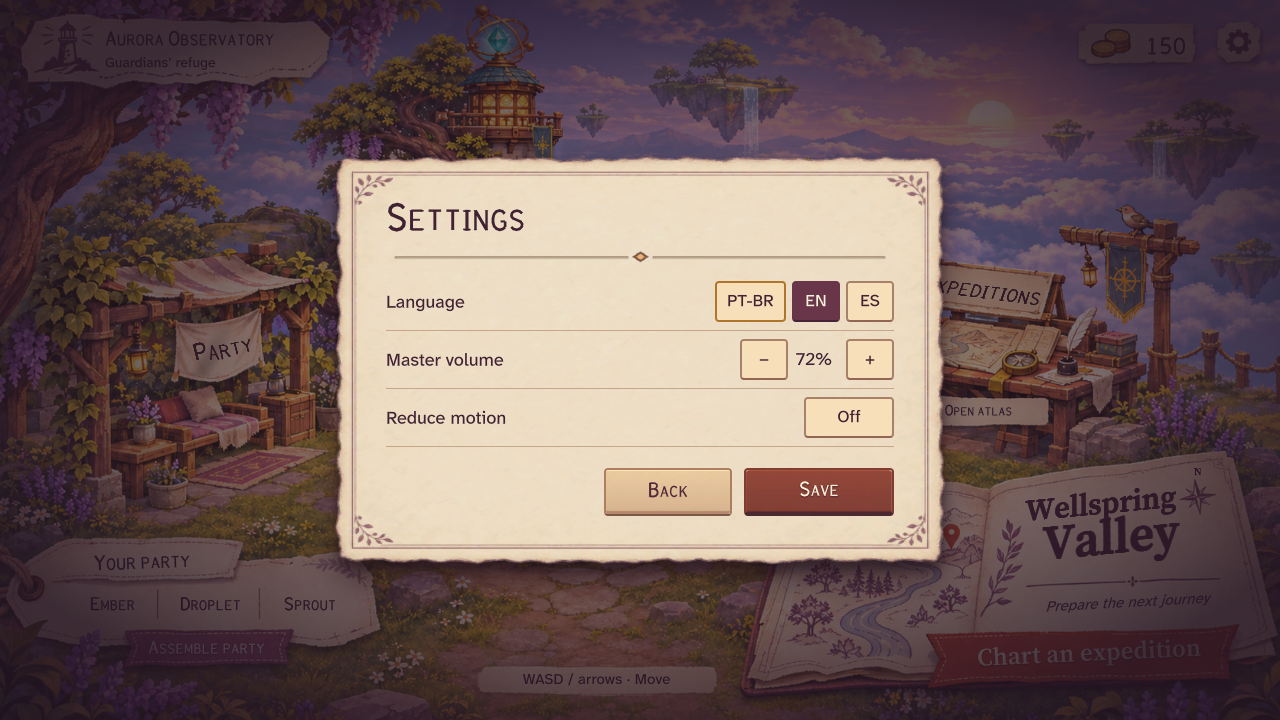 Aurora Observatory
Guardians' refuge
150
Settings
Language
PT-BR EN ES
Master volume
− 72% +
Reduce motion
Off
Back
Save
Party
Open atlas
Your party
Ember Droplet Sprout
Assemble party
N
Wellspring
Valley
Prepare the next journey
Chart an expedition
WASD / arrows · Move